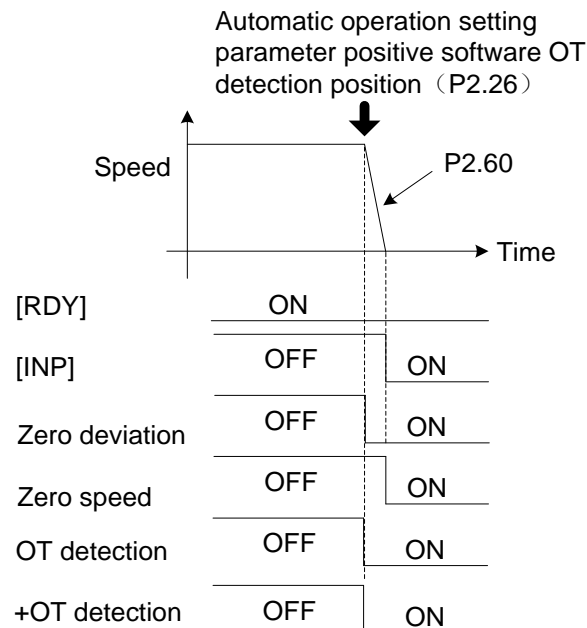 Automatic operation setting
parameter positive software OT
detection position（P2.26）
Speed
P2.60
Time
[RDY]
ON
[INP]
OFF
ON
Zero deviation
OFF
ON
Zero speed
OFF
ON
OT detection
OFF
ON
+OT detection
OFF
ON